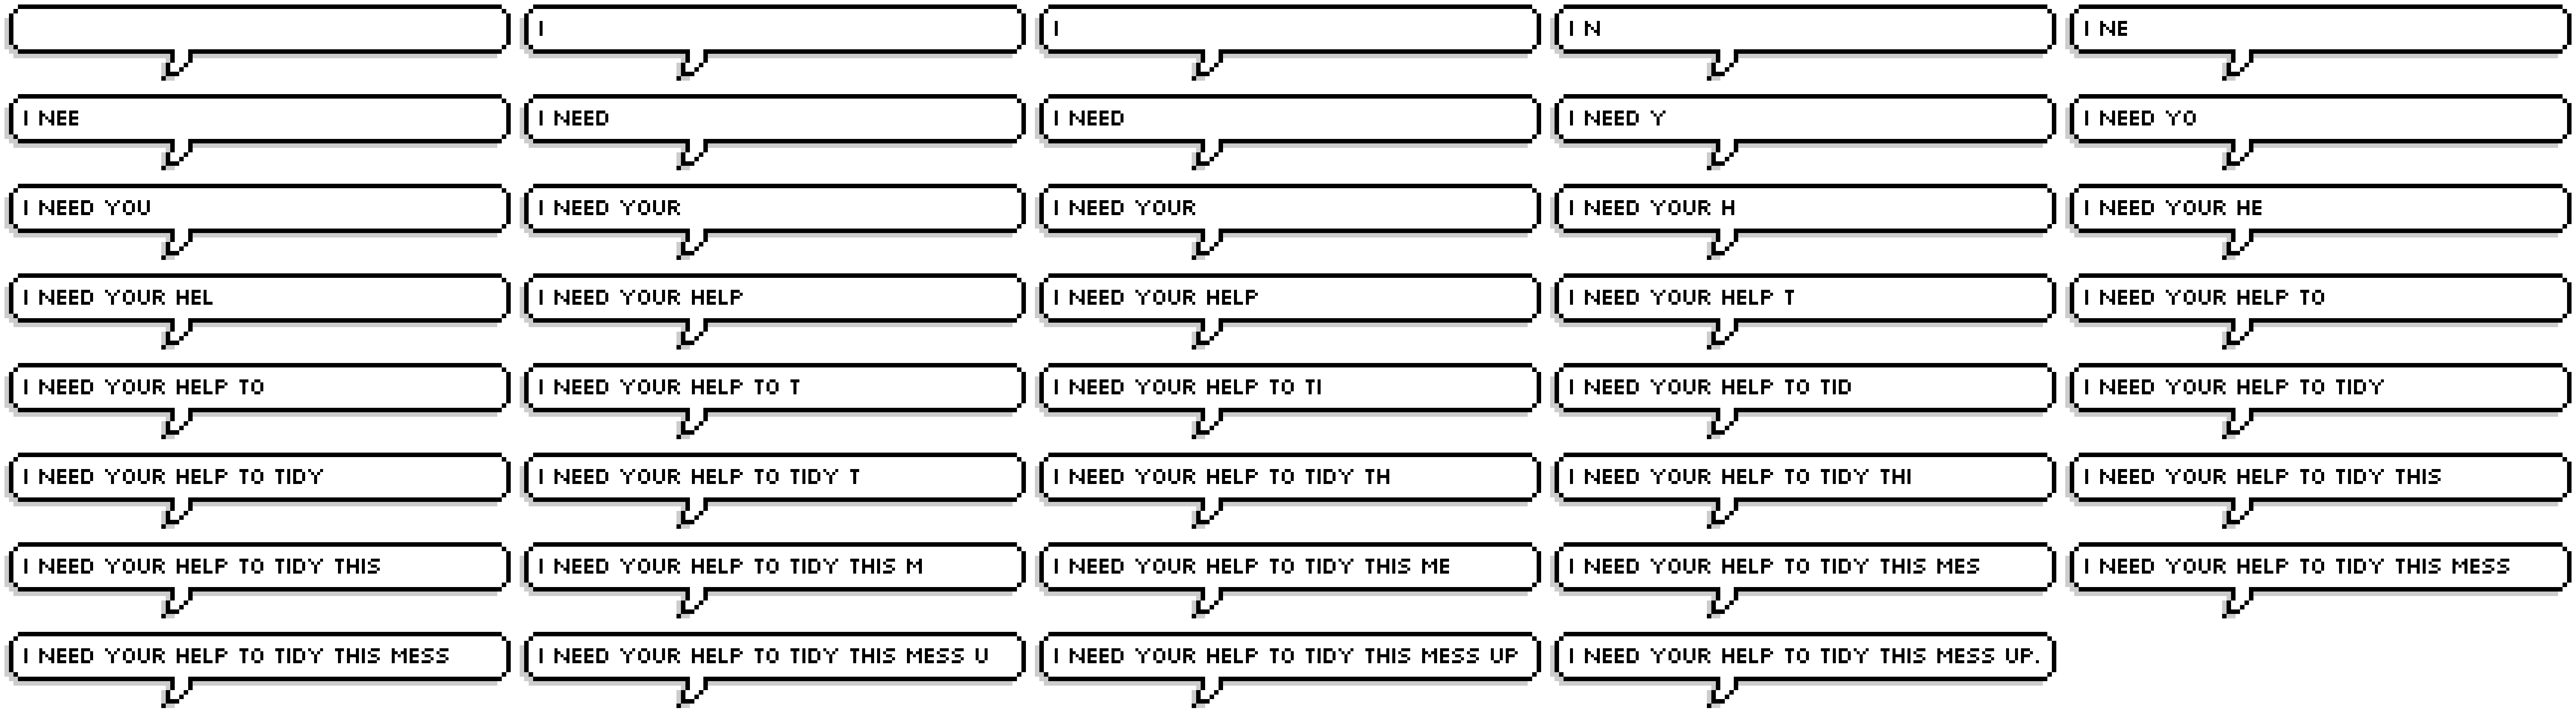 I
I
I N
I NE
I NEE
I NEED
I NEED
I NEED Y
I NEED YO
I NEED YOU
I NEED YOUR
I NEED YOUR
I NEED YOUR H
I NEED YOUR HE
I NEED YOUR HEL
I NEED YOUR HELP
I NEED YOUR HELP
I NEED YOUR HELP T
I NEED YOUR HELP TO
I NEED YOUR HELP TO
I NEED YOUR HELP TO T
I NEED YOUR HELP TO TI
I NEED YOUR HELP TO TID
I NEED YOUR HELP TO TIDY
I NEED YOUR HELP TO TIDY
I NEED YOUR HELP TO TIDY T
I NEED YOUR HELP TO TIDY TH
I NEED YOUR HELP TO TIDY THI
I NEED YOUR HELP TO TIDY THIS
I NEED YOUR HELP TO TIDY THIS
I NEED YOUR HELP TO TIDY THIS M
I NEED YOUR HELP TO TIDY THIS ME
I NEED YOUR HELP TO TIDY THIS MES
I NEED YOUR HELP TO TIDY THIS MESS
I NEED YOUR HELP TO TIDY THIS MESS
I NEED YOUR HELP TO TIDY THIS MESS U
I NEED YOUR HELP TO TIDY THIS MESS UP
I NEED YOUR HELP TO TIDY THIS MESS UP.